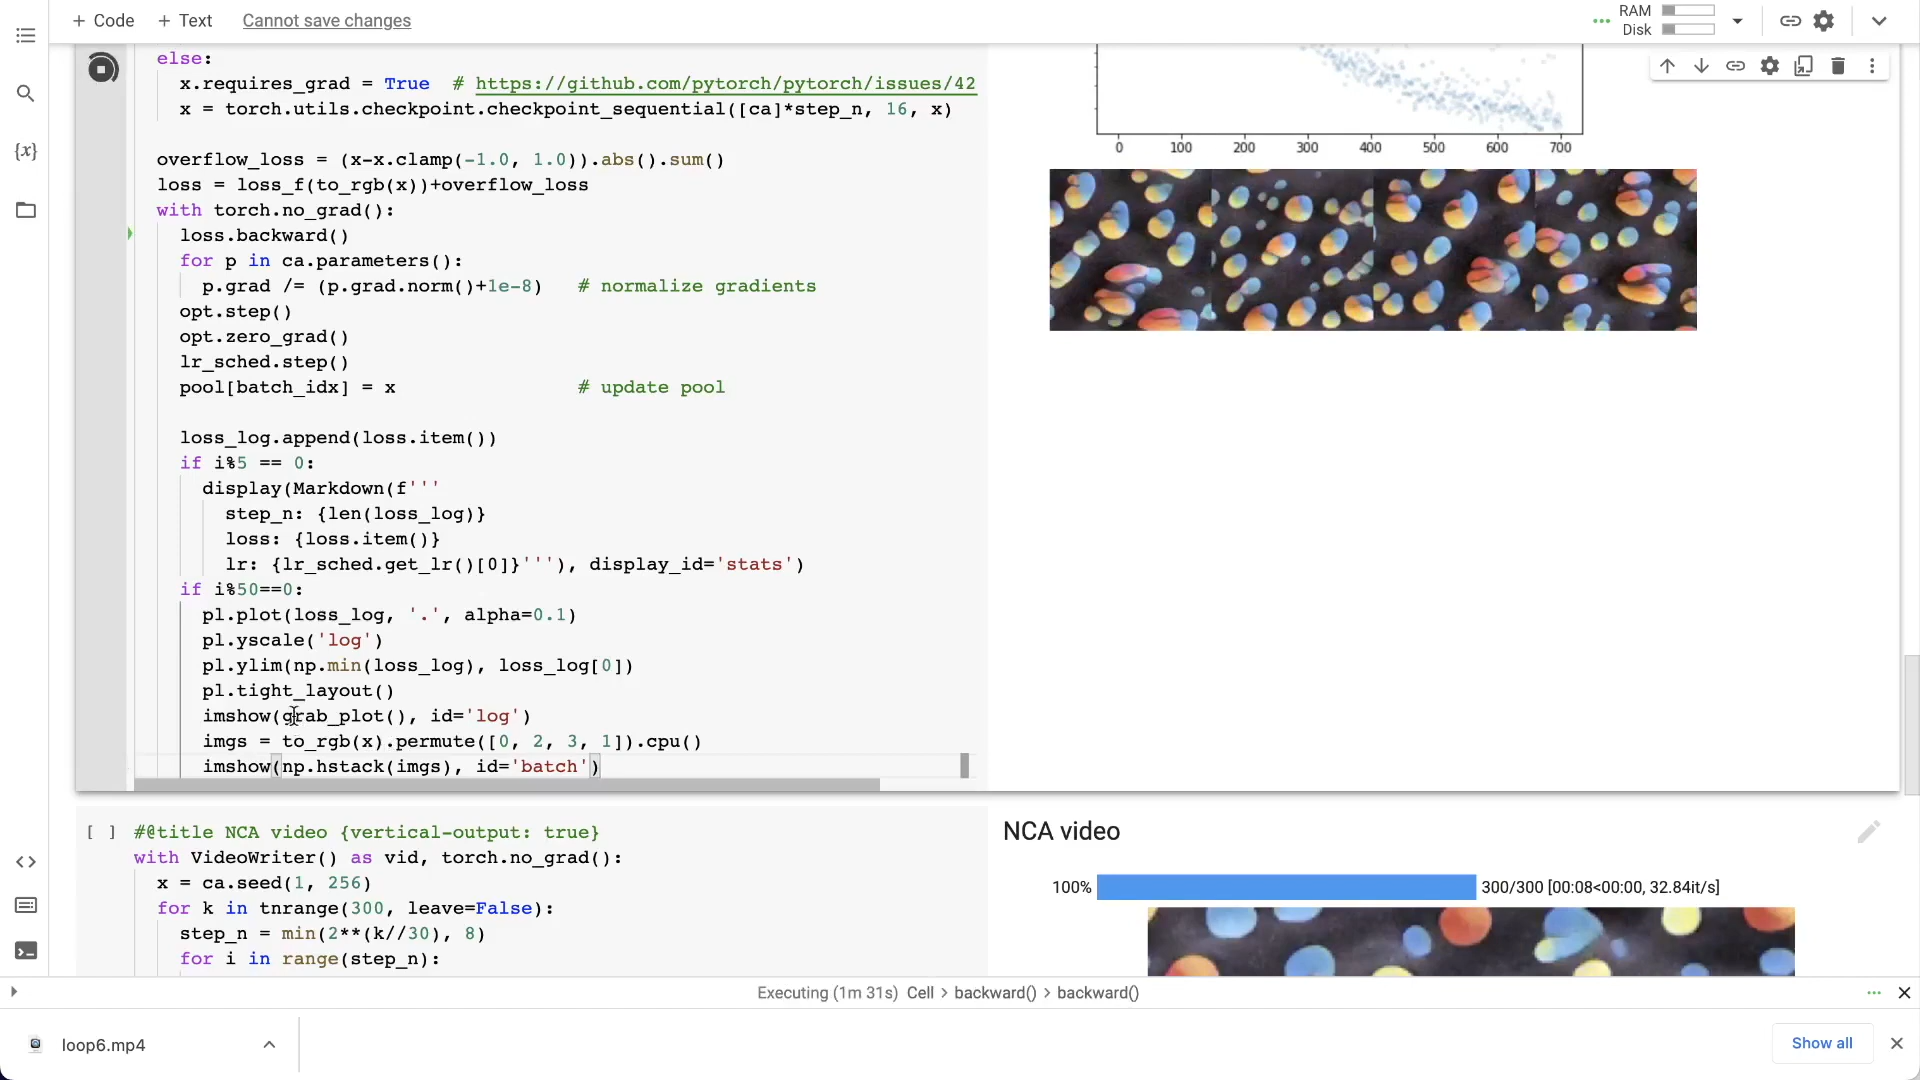 + Code + Text Cannot save changes
RAM
Disk
else:
x.requires_grad = True # https://github.com/pytorch/pytorch/issues/42
x = torch.utils.checkpoint.checkpoint_sequential([ca]*step_n, 16, x)
overflow_loss = (x-x.clamp(-1.0, 1.0)).abs().sum()
loss = loss_f(to_rgb(x))+overflow_loss
with torch.no_grad():
loss.backward()
for p in ca.parameters():
p.grad /= (p.grad.norm()+1e-8) # normalize gradients
opt.step()
opt.zero_grad()
lr_sched.step()
pool[batch_idx] = x # update pool
loss_log.append(loss.item())
if i%5 == 0:
display(Markdown(f'''
step_n: {len(loss_log)}
loss: {loss.item()}
lr: {lr_sched.get_lr()[0]}'''), display_id='stats')
if i%50==0:
pl.plot(loss_log, '.', alpha=0.1)
pl.yscale('log')
pl.ylim(np.min(loss_log), loss_log[0])
pl.tight_layout()
imshow(grab_plot(), id='log')
imgs = to_rgb(x).permute([0, 2, 3, 1]).cpu()
imshow(np.hstack(imgs), id='batch')
0 100 200 300 400 500 600 700
[ ] #@title NCA video {vertical-output: true}
with VideoWriter() as vid, torch.no_grad():
x = ca.seed(1, 256)
for k in tnrange(300, leave=False):
step_n = min(2**(k//30), 8)
for i in range(step_n):
NCA video
100% 300/300 [00:08<00:00, 32.84it/s]
Executing (1m 31s) Cell > backward() > backward()
loop6.mp4
Show all